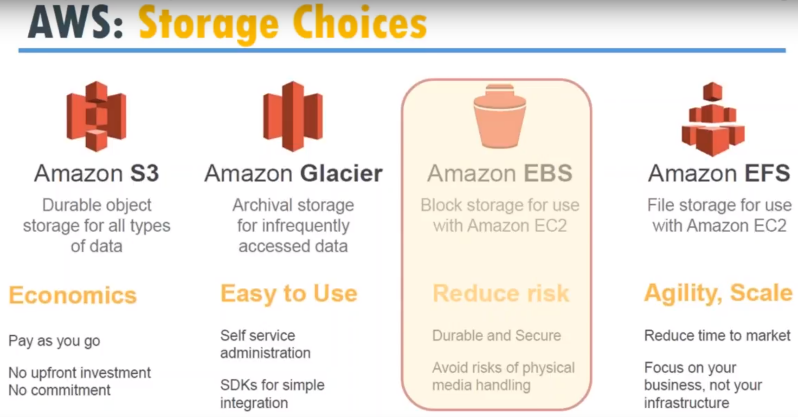 AWS: Storage Choices
Amazon S3
Durable object
storage for all types
of data
Amazon Glacier
Archival storage
for infrequently
accessed data
Amazon EBS
Block storage for use
with Amazon EC2
Amazon EFS
File storage for use
with Amazon EC2
Economics
Pay as you go
No upfront investment
No commitment
Easy to Use
Self service
administration
SDKs for simple
integration
Reduce risk
Durable and Secure
Avoid risks of physical
media handling
Agility, Scale
Reduce time to market
Focus on your
business, not your
infrastructure